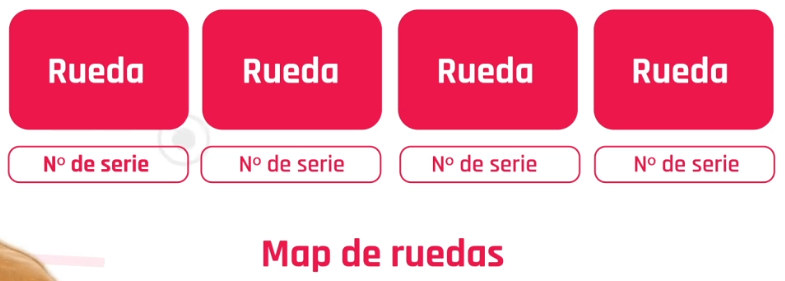 Rueda Rueda Rueda Rueda
Nº de serie Nº de serie Nº de serie Nº de serie
Map de ruedas